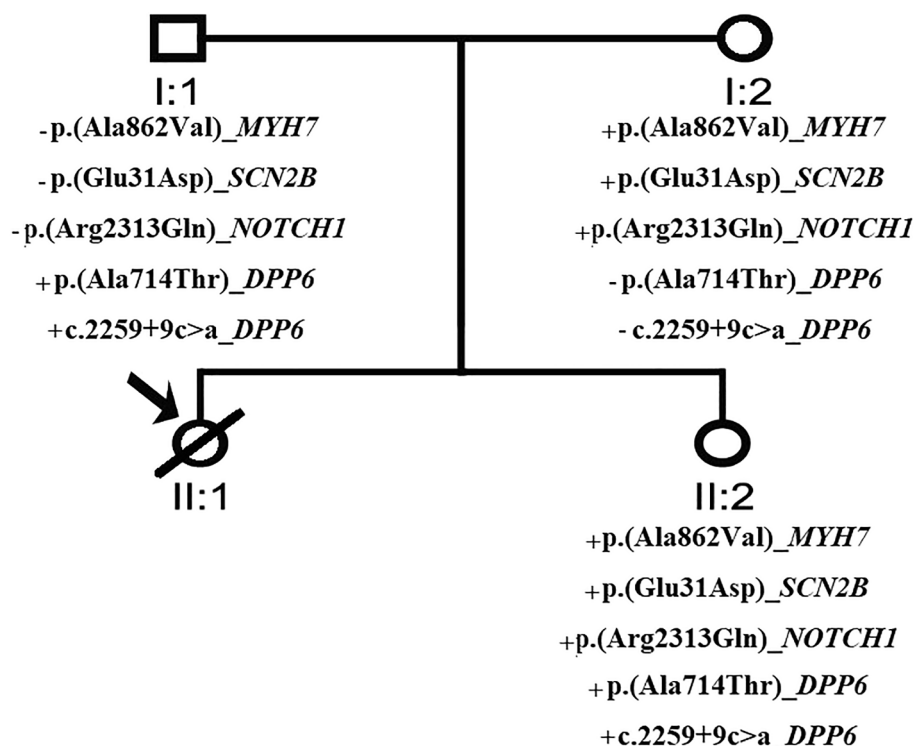 I:1
-p.(Ala862Val)_MYH7
-p.(Glu31Asp)_SCN2B
-p.(Arg2313Gln)_NOTCH1
+p.(Ala714Thr)_DPP6
+c.2259+9c>a_DPP6
I:2
+p.(Ala862Val)_MYH7
+p.(Glu31Asp)_SCN2B
+p.(Arg2313Gln)_NOTCH1
-p.(Ala714Thr)_DPP6
-c.2259+9c>a_DPP6
II:1
II:2
+p.(Ala862Val)_MYH7
+p.(Glu31Asp)_SCN2B
+p.(Arg2313Gln)_NOTCH1
+p.(Ala714Thr)_DPP6
+c.2259+9c>a_DPP6